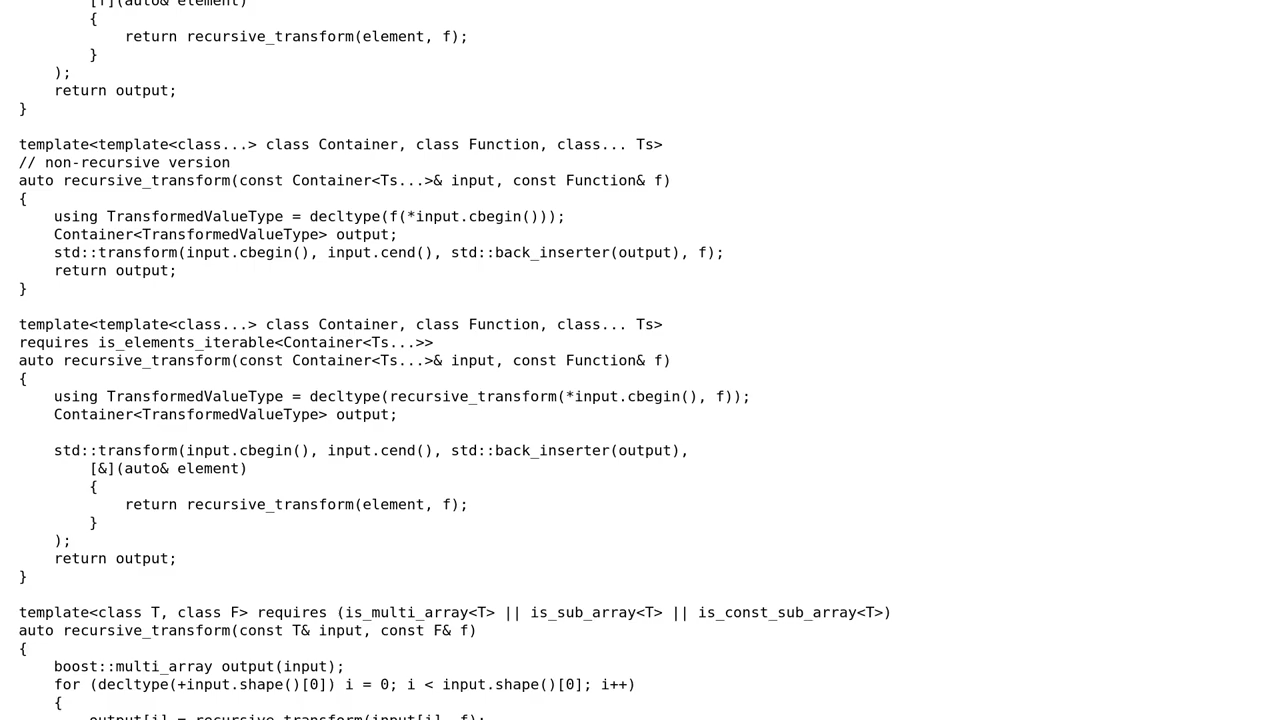 [f](auto& element)
{
return recursive_transform(element, f);
}
);
return output;
}
template<template<class...> class Container, class Function, class... Ts>
// non-recursive version
auto recursive_transform(const Container<Ts...>& input, const Function& f)
{
using TransformedValueType = decltype(f(*input.cbegin()));
Container<TransformedValueType> output;
std::transform(input.cbegin(), input.cend(), std::back_inserter(output), f);
return output;
}
template<template<class...> class Container, class Function, class... Ts>
requires is_elements_iterable<Container<Ts...>>
auto recursive_transform(const Container<Ts...>& input, const Function& f)
{
using TransformedValueType = decltype(recursive_transform(*input.cbegin(), f));
Container<TransformedValueType> output;
std::transform(input.cbegin(), input.cend(), std::back_inserter(output),
[&](auto& element)
{
return recursive_transform(element, f);
}
);
return output;
}
template<class T, class F> requires (is_multi_array<T> || is_sub_array<T> || is_const_sub_array<T>)
auto recursive_transform(const T& input, const F& f)
{
boost::multi_array output(input);
for (decltype(+input.shape()[0]) i = 0; i < input.shape()[0]; i++)
{
output[i] = recursive_transform(input[i], f);